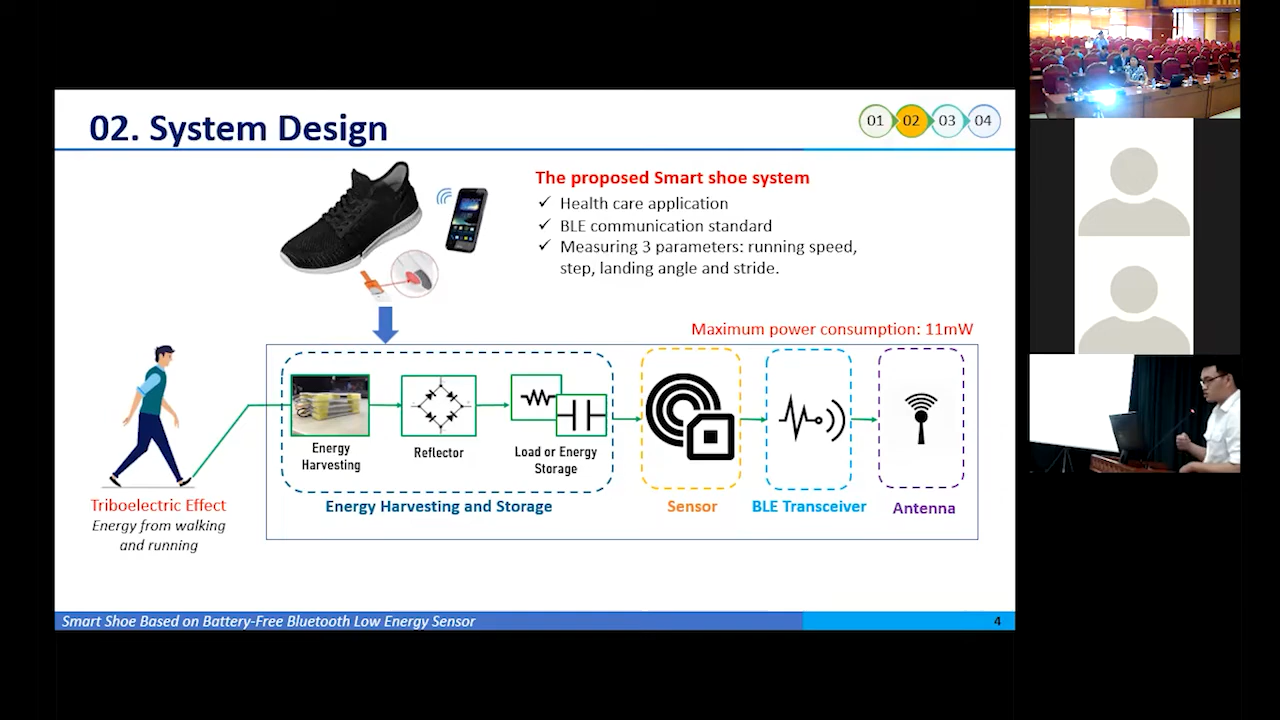 02. System Design
01
02
03
04
The proposed Smart shoe system
✓ Health care application
✓ BLE communication standard
✓ Measuring 3 parameters: running speed,
step, landing angle and stride.
Maximum power consumption: 11mW
Energy
Harvesting
Reflector
Load or Energy
Storage
Energy Harvesting and Storage
Sensor
BLE Transceiver
Antenna
Triboelectric Effect
Energy from walking
and running
Smart Shoe Based on Battery-Free Bluetooth Low Energy Sensor
4